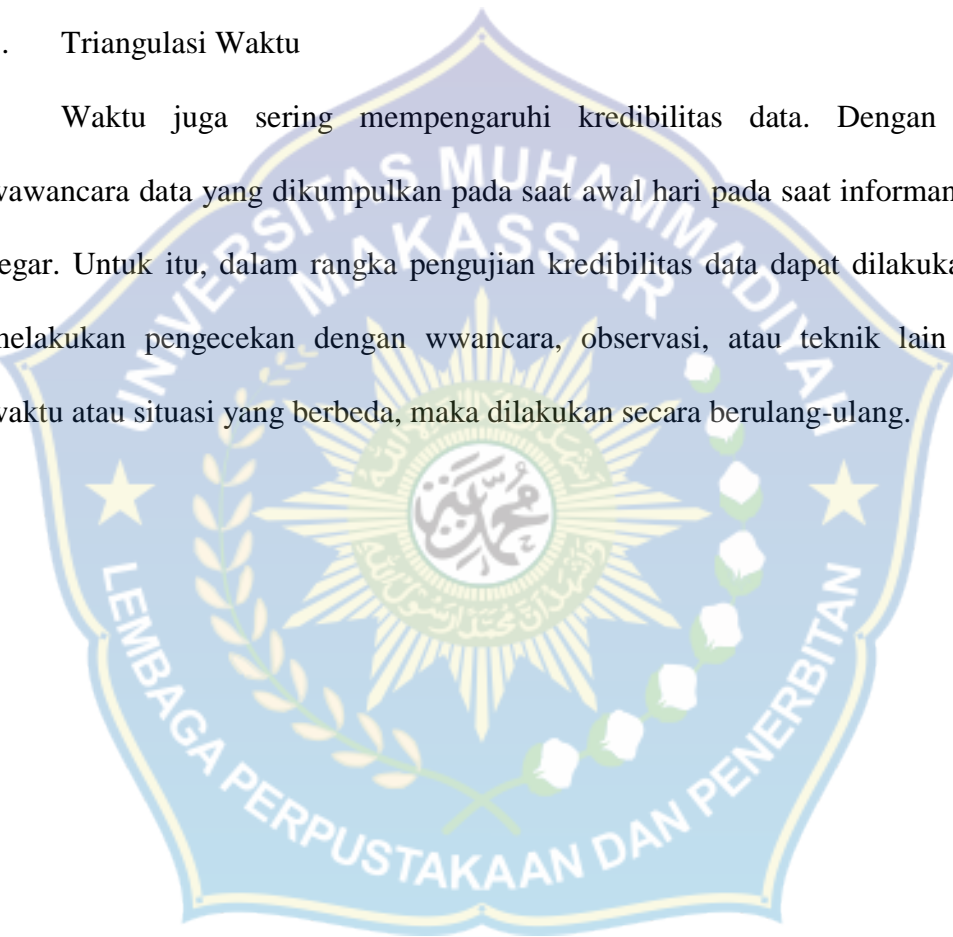 . Triangulasi Waktu
Waktu juga sering mempengaruhi kredibilitas data. Dengan
wawancara data yang dikumpulkan pada saat awal hari pada saat informan
egar. Untuk itu, dalam rangka pengujian kredibilitas data dapat dilakuka
melakukan pengecekan dengan wwancara, observasi, atau teknik lain
waktu atau situasi yang berbeda, maka dilakukan secara berulang-ulang.
UNIVERSITAS MUHAMMADIYAH
MAKASSAR
LEMBAGA PERPUSTAKAAN DAN PENERBITAN